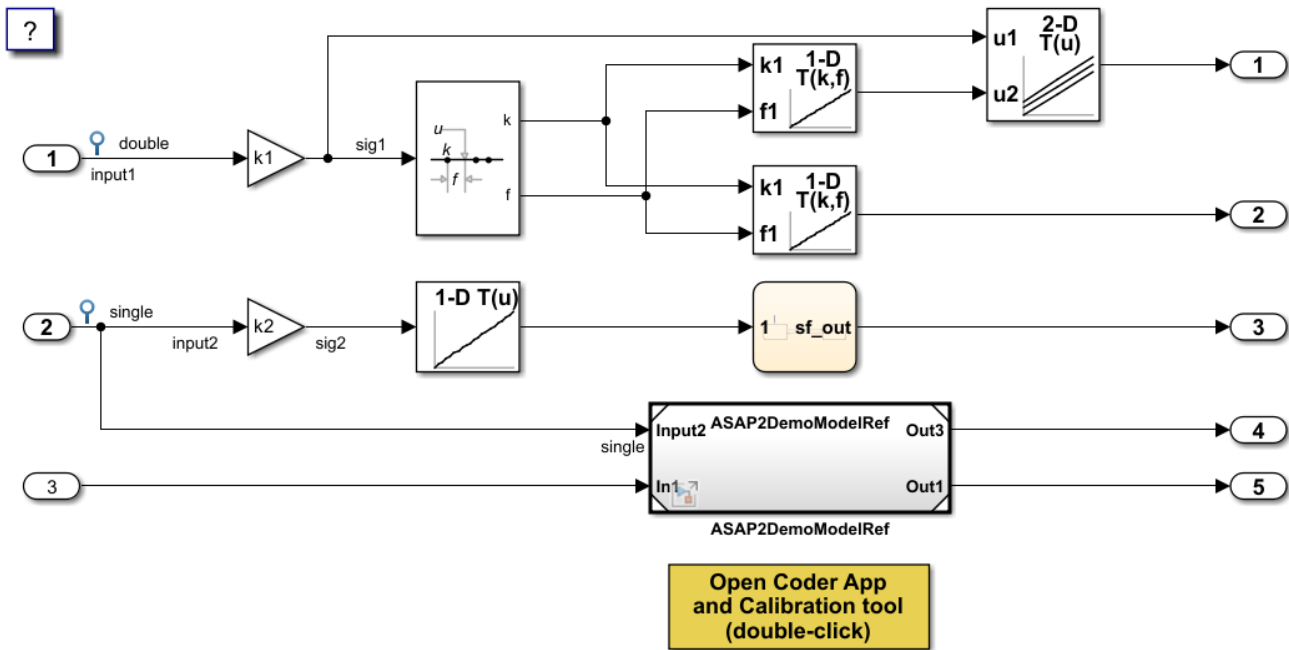 ?
2-D
T(u)
u1
u2
1
1-D
T(k,f)
k1
f1
k
f
u
k
f
1
double
input1
k1
sig1
1-D
T(k,f)
k1
f1
2
2
single
input2
k2
sig2
1-D T(u)
1
sf_out
3
ASAP2DemoModelRef
Input2
Out3
single
4
3
In1
Out1
5
ASAP2DemoModelRef
Open Coder App
and Calibration tool
(double-click)